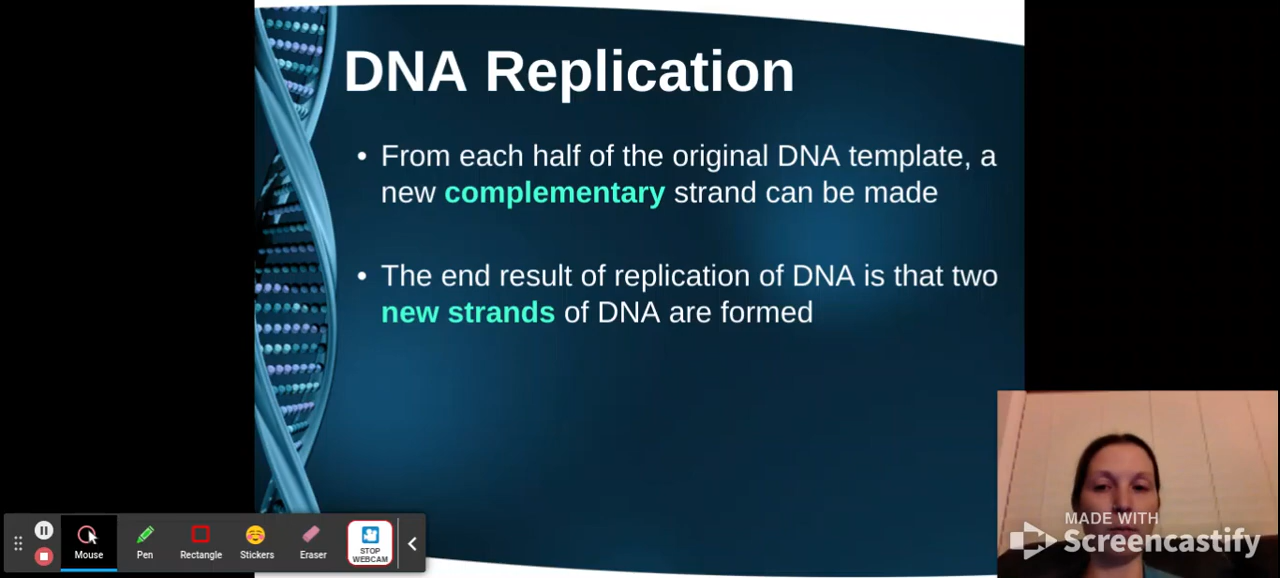 DNA Replication
• From each half of the original DNA template, a
new complementary strand can be made
• The end result of replication of DNA is that two
new strands of DNA are formed
Mouse
Pen
Rectangle
Stickers
Eraser
STOP
WEBCAM
MADE WITH
Screencastify